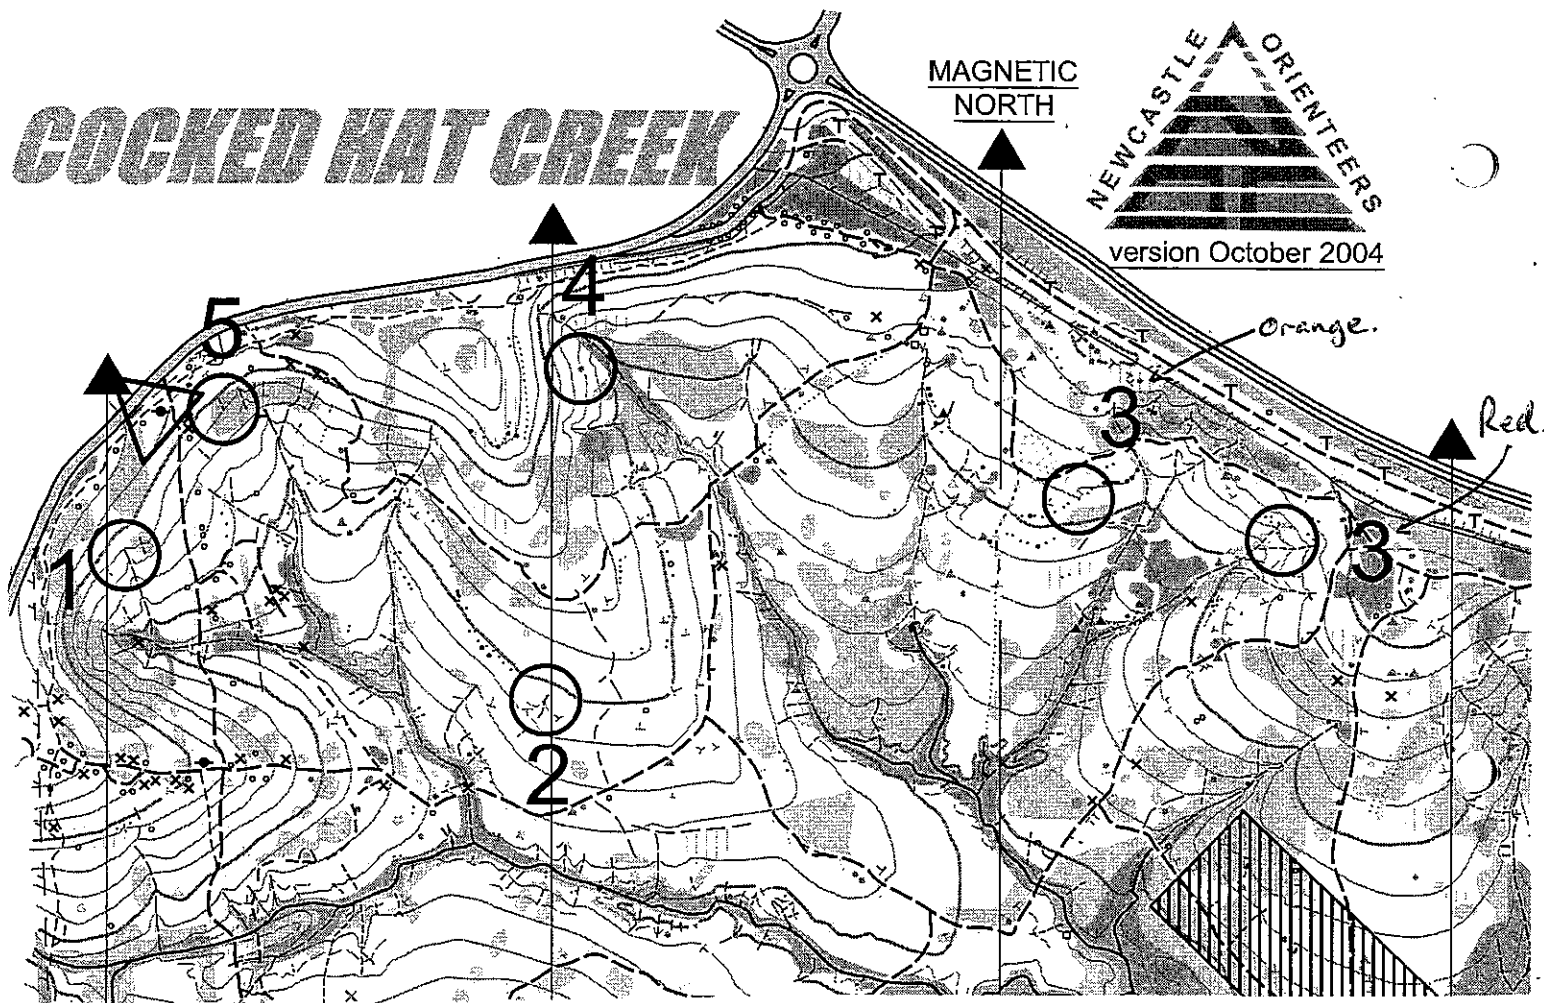 COCKED HAT CREEK
MAGNETIC
NORTH
NEWCASTLE
ORIENTEERS
version October 2004
4
5
Orange.
3
Red.
1
3
2